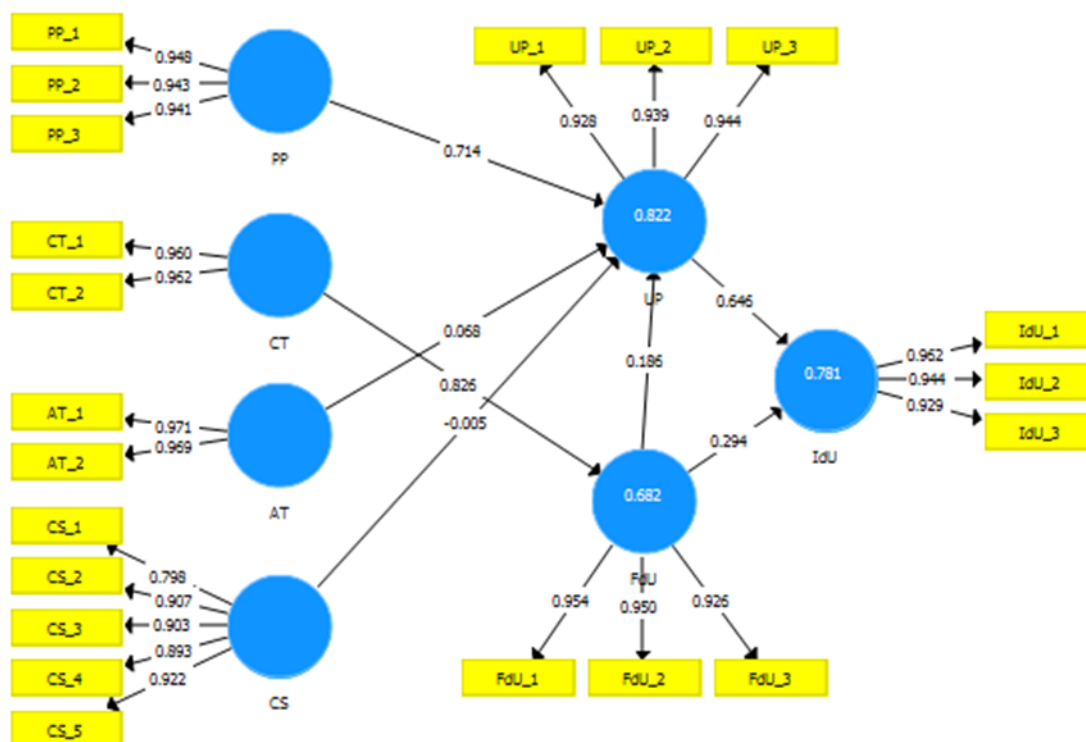 PP_1
PP_2
PP_3
0.948
0.943
0.941
PP
CT_1
CT_2
0.960
0.962
CT
AT_1
AT_2
0.971
0.969
AT
CS_1
CS_2
CS_3
CS_4
CS_5
0.798
0.907
0.903
0.893
0.922
CS
0.714
0.068
0.826
-0.005
UP_1
UP_2
UP_3
0.928
0.939
0.944
0.822
UP
0.186
0.646
0.294
0.682
FdU
0.954
0.950
0.926
FdU_1
FdU_2
FdU_3
0.781
IdU
0.962
0.944
0.929
IdU_1
IdU_2
IdU_3